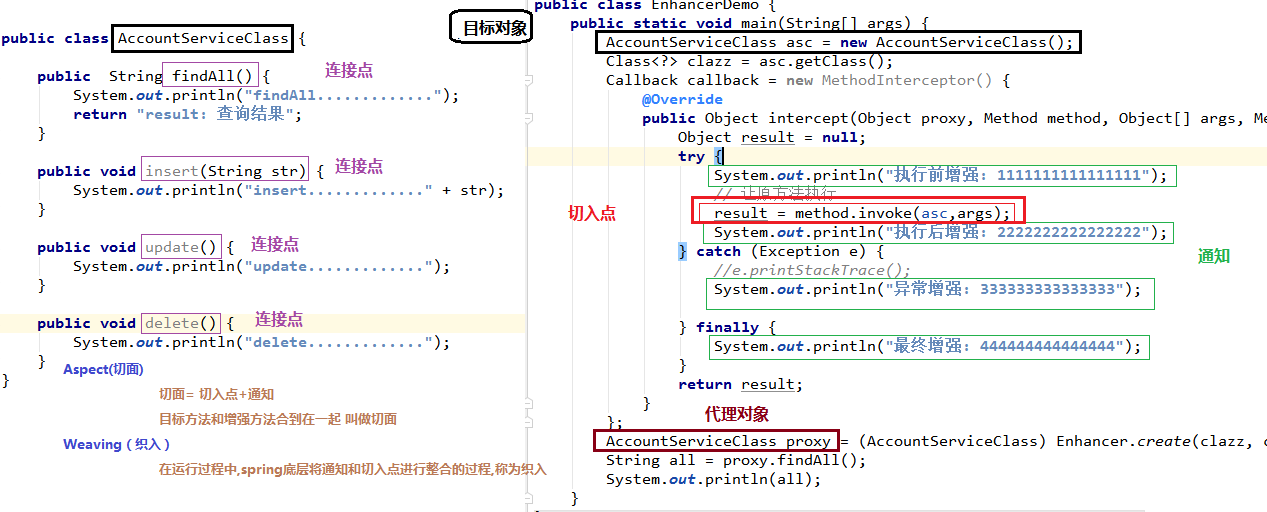 public class AccountServiceClass {
目标对象
public String findAll() {
连接点
System.out.println("findAll.............");
return "result: 查询结果";
}
public void insert(String str) {
连接点
System.out.println("insert............." + str);
}
public void update() {
连接点
System.out.println("update.............");
}
public void delete() {
连接点
System.out.println("delete.............");
}
}
Aspect(切面)
切面= 切入点+通知
目标方法和增强方法合到在一起 叫做切面
Weaving ( 织入 )
在运行过程中,spring底层将通知和切入点进行整合的过程,称为织入
public class EnhancerDemo {
public static void main(String[] args) {
AccountServiceClass asc = new AccountServiceClass();
Class<?> clazz = asc.getClass();
Callback callback = new MethodInterceptor() {
@Override
public Object intercept(Object proxy, Method method, Object[] args, Me
Object result = null;
try {
System.out.println("执行前增强: 1111111111111111");
// 让原方法执行
切入点
result = method.invoke(asc,args);
System.out.println("执行后增强: 2222222222222222");
} catch (Exception e) {
通知
//e.printStackTrace();
System.out.println("异常增强: 333333333333333");
} finally {
System.out.println("最终增强: 444444444444444");
}
return result;
}
代理对象
};
AccountServiceClass proxy = (AccountServiceClass) Enhancer.create(clazz, c
String all = proxy.findAll();
System.out.println(all);
}